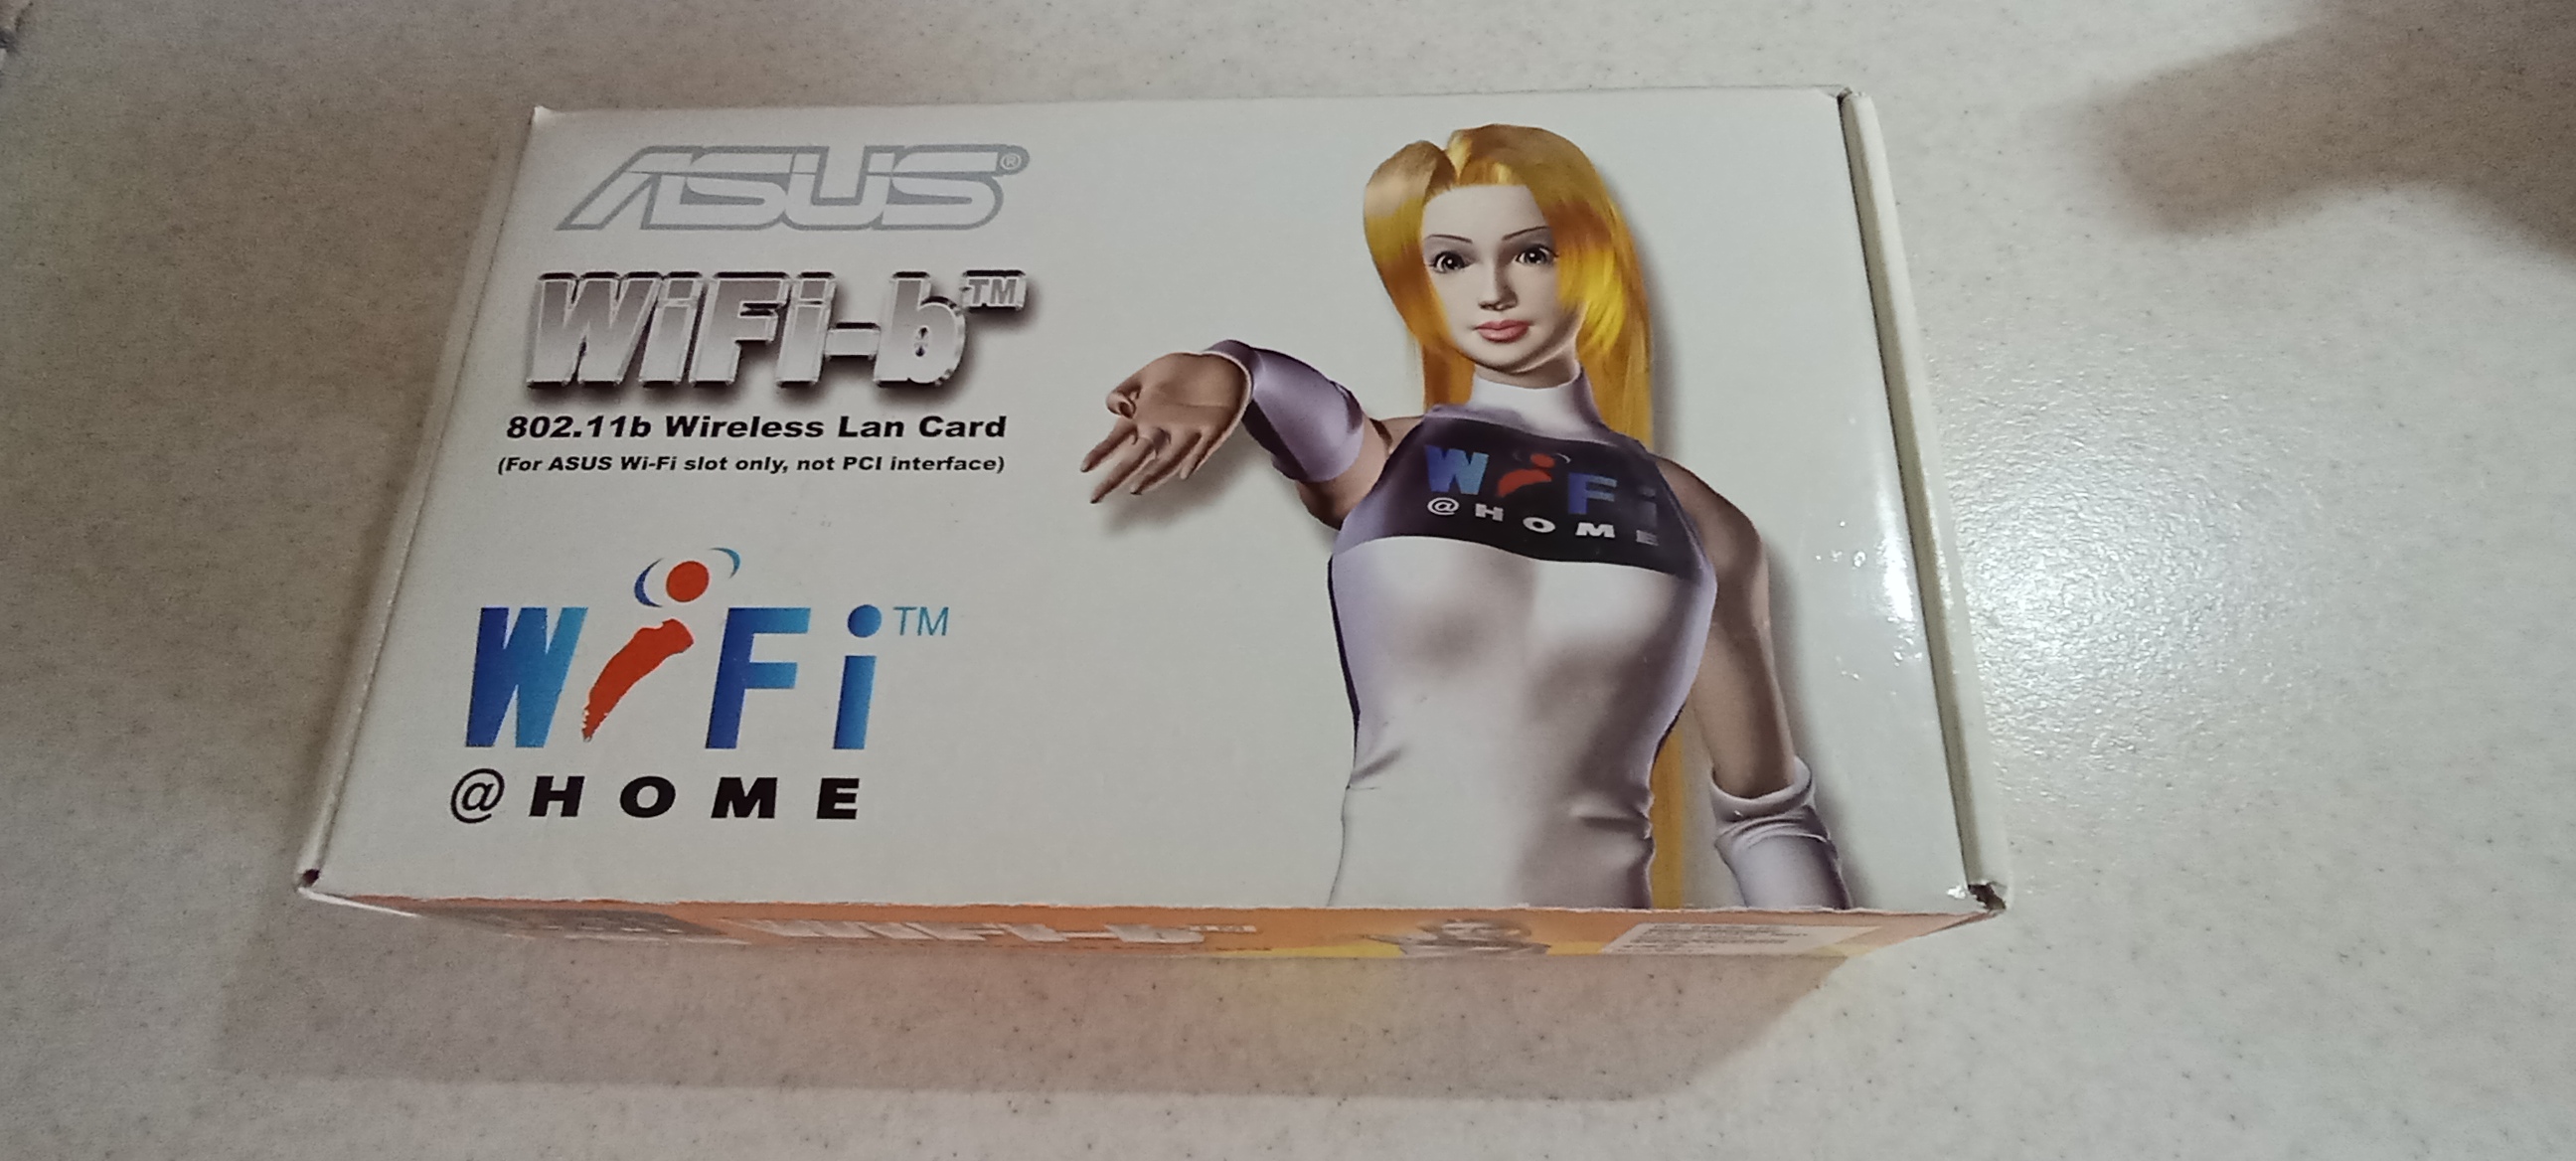 ASUS®
WiFi-b™
802.11b Wireless Lan Card
(For ASUS Wi-Fi slot only, not PCI interface)
WiFi™
@HOME
WiFi
@HOME
WiFi-b™